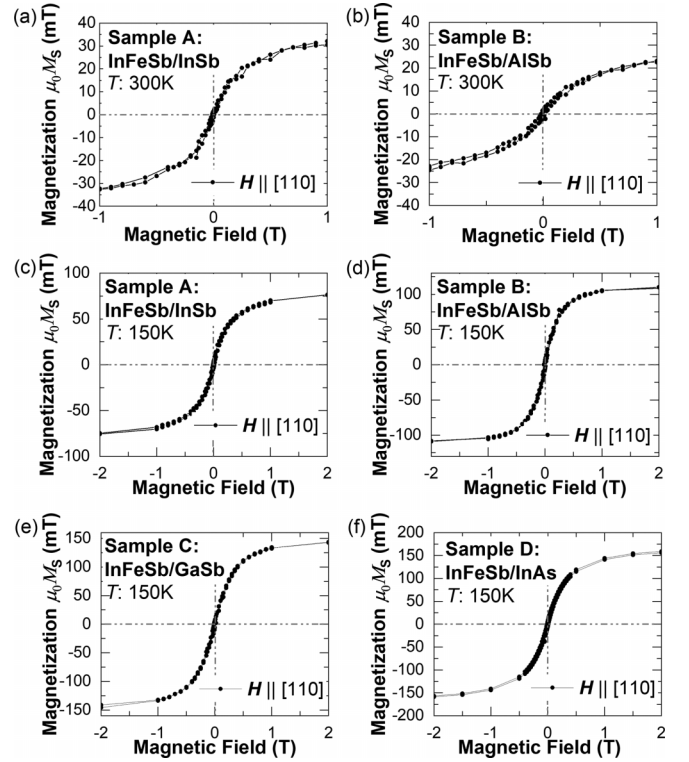 (a)
Sample A:
InFeSb/InSb
T: 300K
H || [110]
Magnetization μ₀Mₛ (mT)
40
30
20
10
0
10
20
-30
-40
-1
0
1
Magnetic Field (T)
(b)
Sample B:
InFeSb/AlSb
T: 300K
H || [110]
Magnetization μ₀Mₛ (mT)
40
30
20
10
0
-10
-20
-30
-40
-1
0
1
Magnetic Field (T)
(c)
Sample A:
InFeSb/InSb
T: 150K
H || [110]
Magnetization μ₀Mₛ (mT)
100
75
50
25
0
-25
-50
-75
-100
-2
-1
0
1
2
Magnetic Field (T)
(d)
Sample B:
InFeSb/AlSb
T: 150K
H || [110]
Magnetization μ₀Mₛ (mT)
100
50
0
-50
-100
-2
-1
0
1
2
Magnetic Field (T)
(e)
Sample C:
InFeSb/GaSb
T: 150K
H || [110]
Magnetization μ₀Mₛ (mT)
150
100
50
0
-50
-100
-150
-2
-1
0
1
2
Magnetic Field (T)
(f)
Sample D:
InFeSb/InAs
T: 150K
H || [110]
Magnetization μ₀Mₛ (mT)
200
150
100
50
0
-50
-100
-150
-200
-2
-1
0
1
2
Magnetic Field (T)